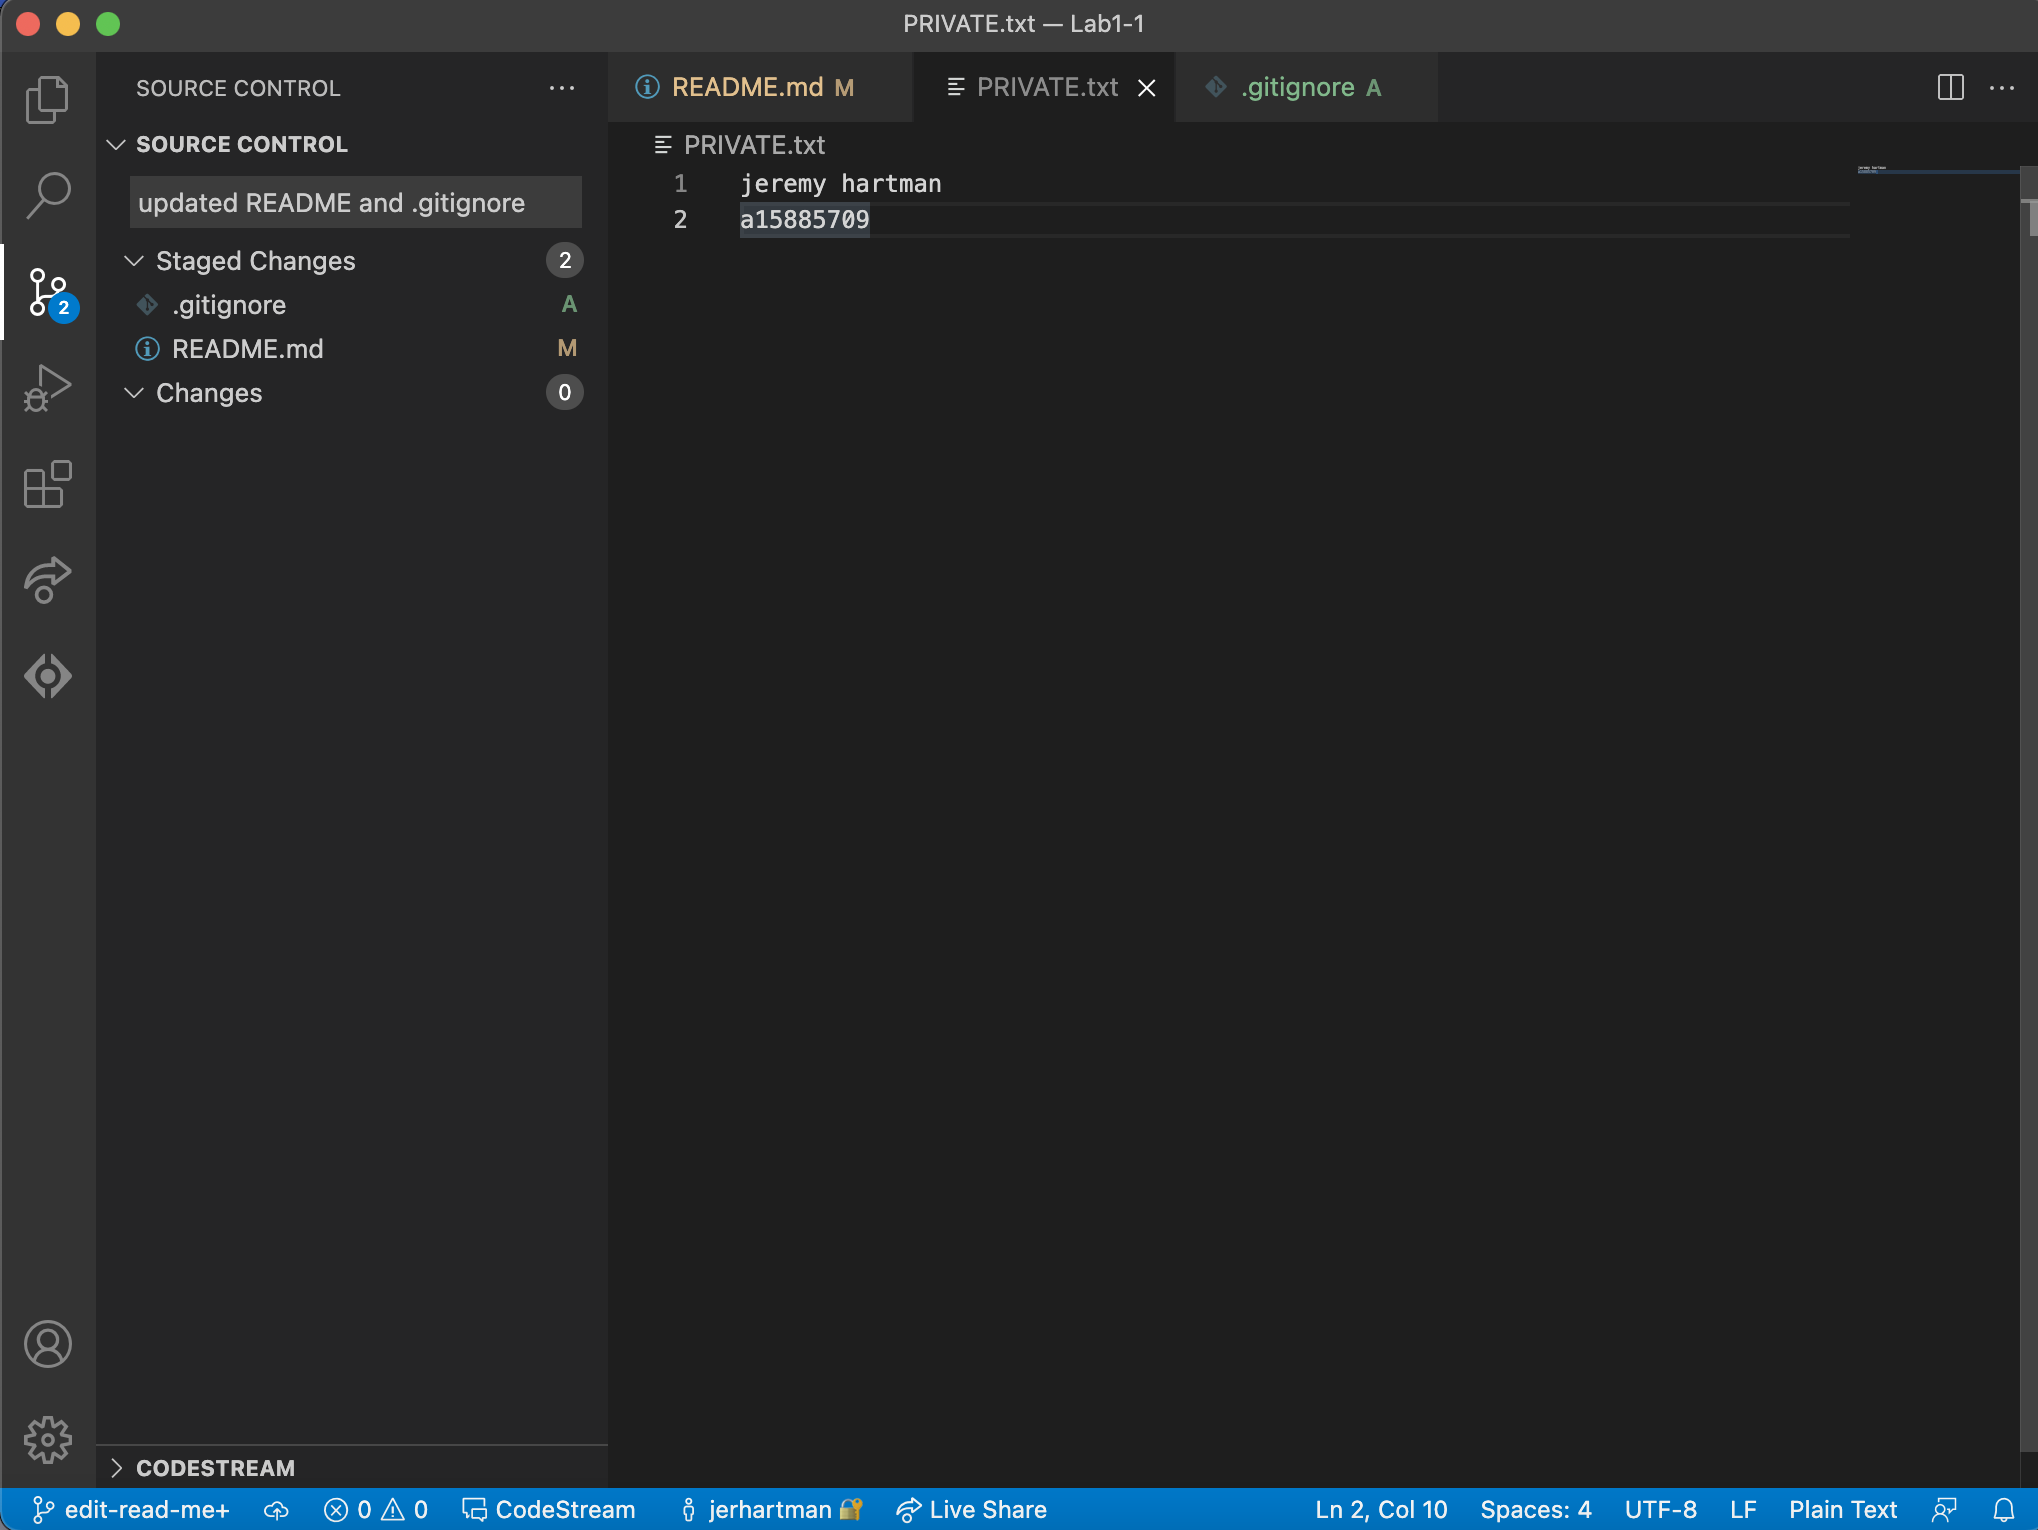 PRIVATE.txt — Lab1-1
SOURCE CONTROL
SOURCE CONTROL
updated README and .gitignore
Staged Changes 2
.gitignore A
README.md M
Changes 0
2
CODESTREAM
README.md M
PRIVATE.txt
.gitignore A
PRIVATE.txt
1 jeremy hartman
2 a15885709
edit-read-me+ 0 0 CodeStream jerhartman Live Share Ln 2, Col 10 Spaces: 4 UTF-8 LF Plain Text